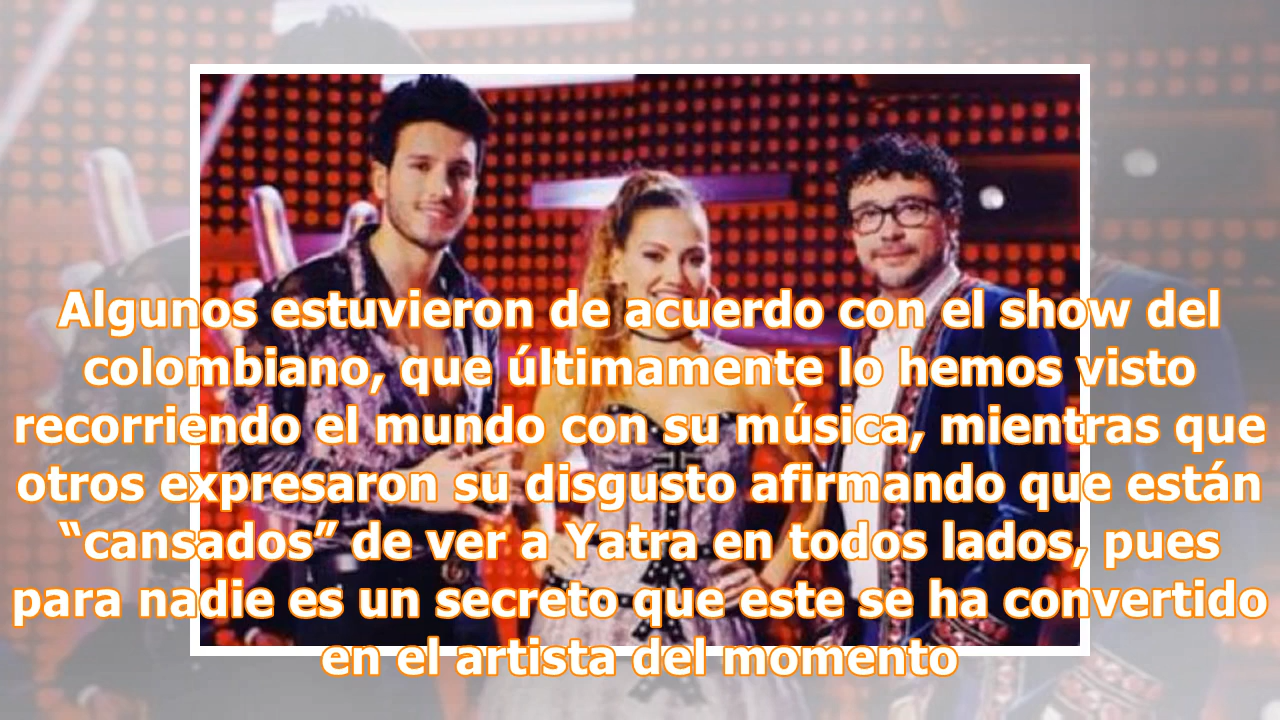 Algunos estuvieron de acuerdo con el show del
colombiano, que últimamente lo hemos visto
recorriendo el mundo con su música, mientras que
otros expresaron su disgusto afirmando que están
“cansados” de ver a Yatra en todos lados, pues
para nadie es un secreto que este se ha convertido
en el artista del momento